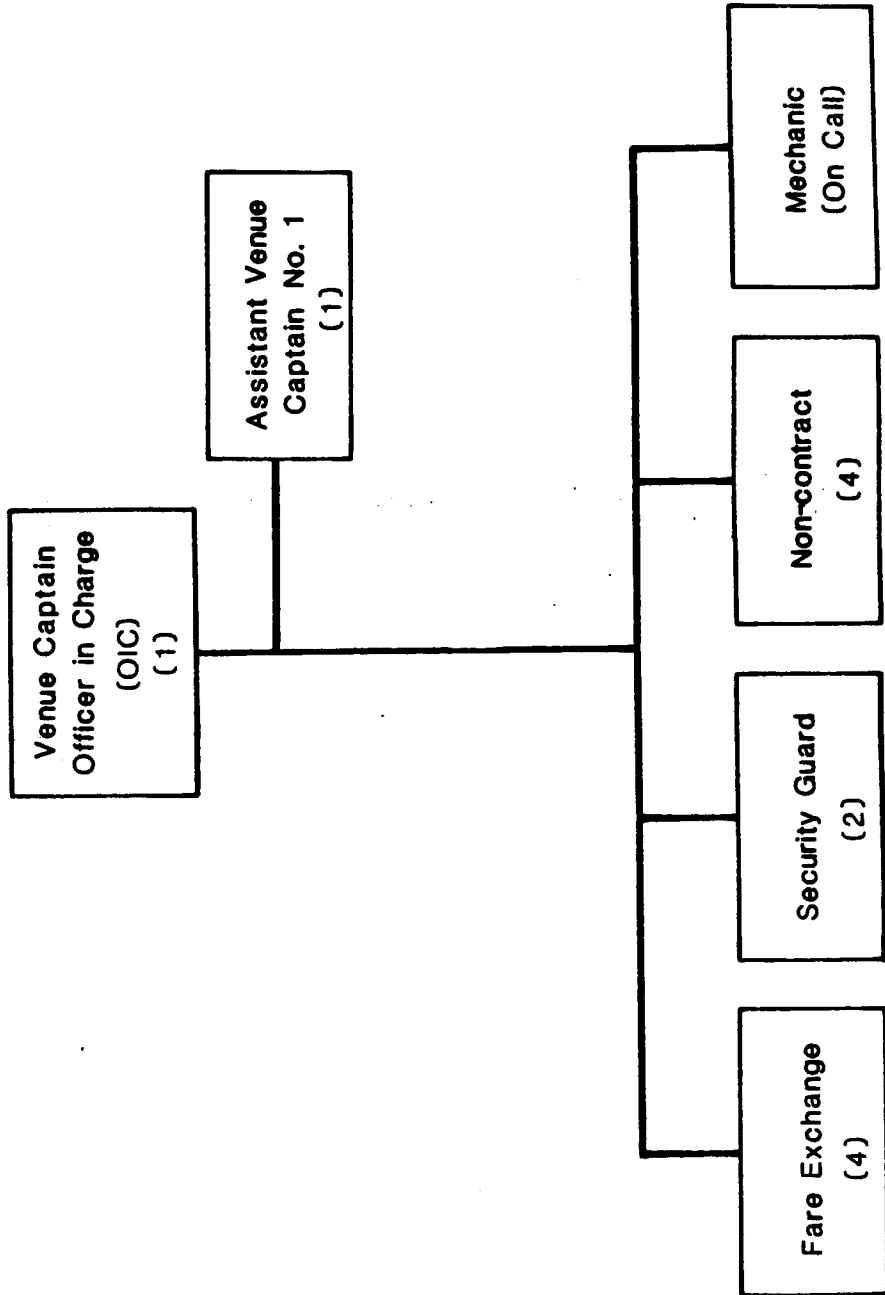 Venue Captain
Officer in Charge
(OIC)
(1)
Assistant Venue
Captain No. 1
(1)
Fare Exchange
(4)
Security Guard
(2)
Non-contract
(4)
Mechanic
(On Call)